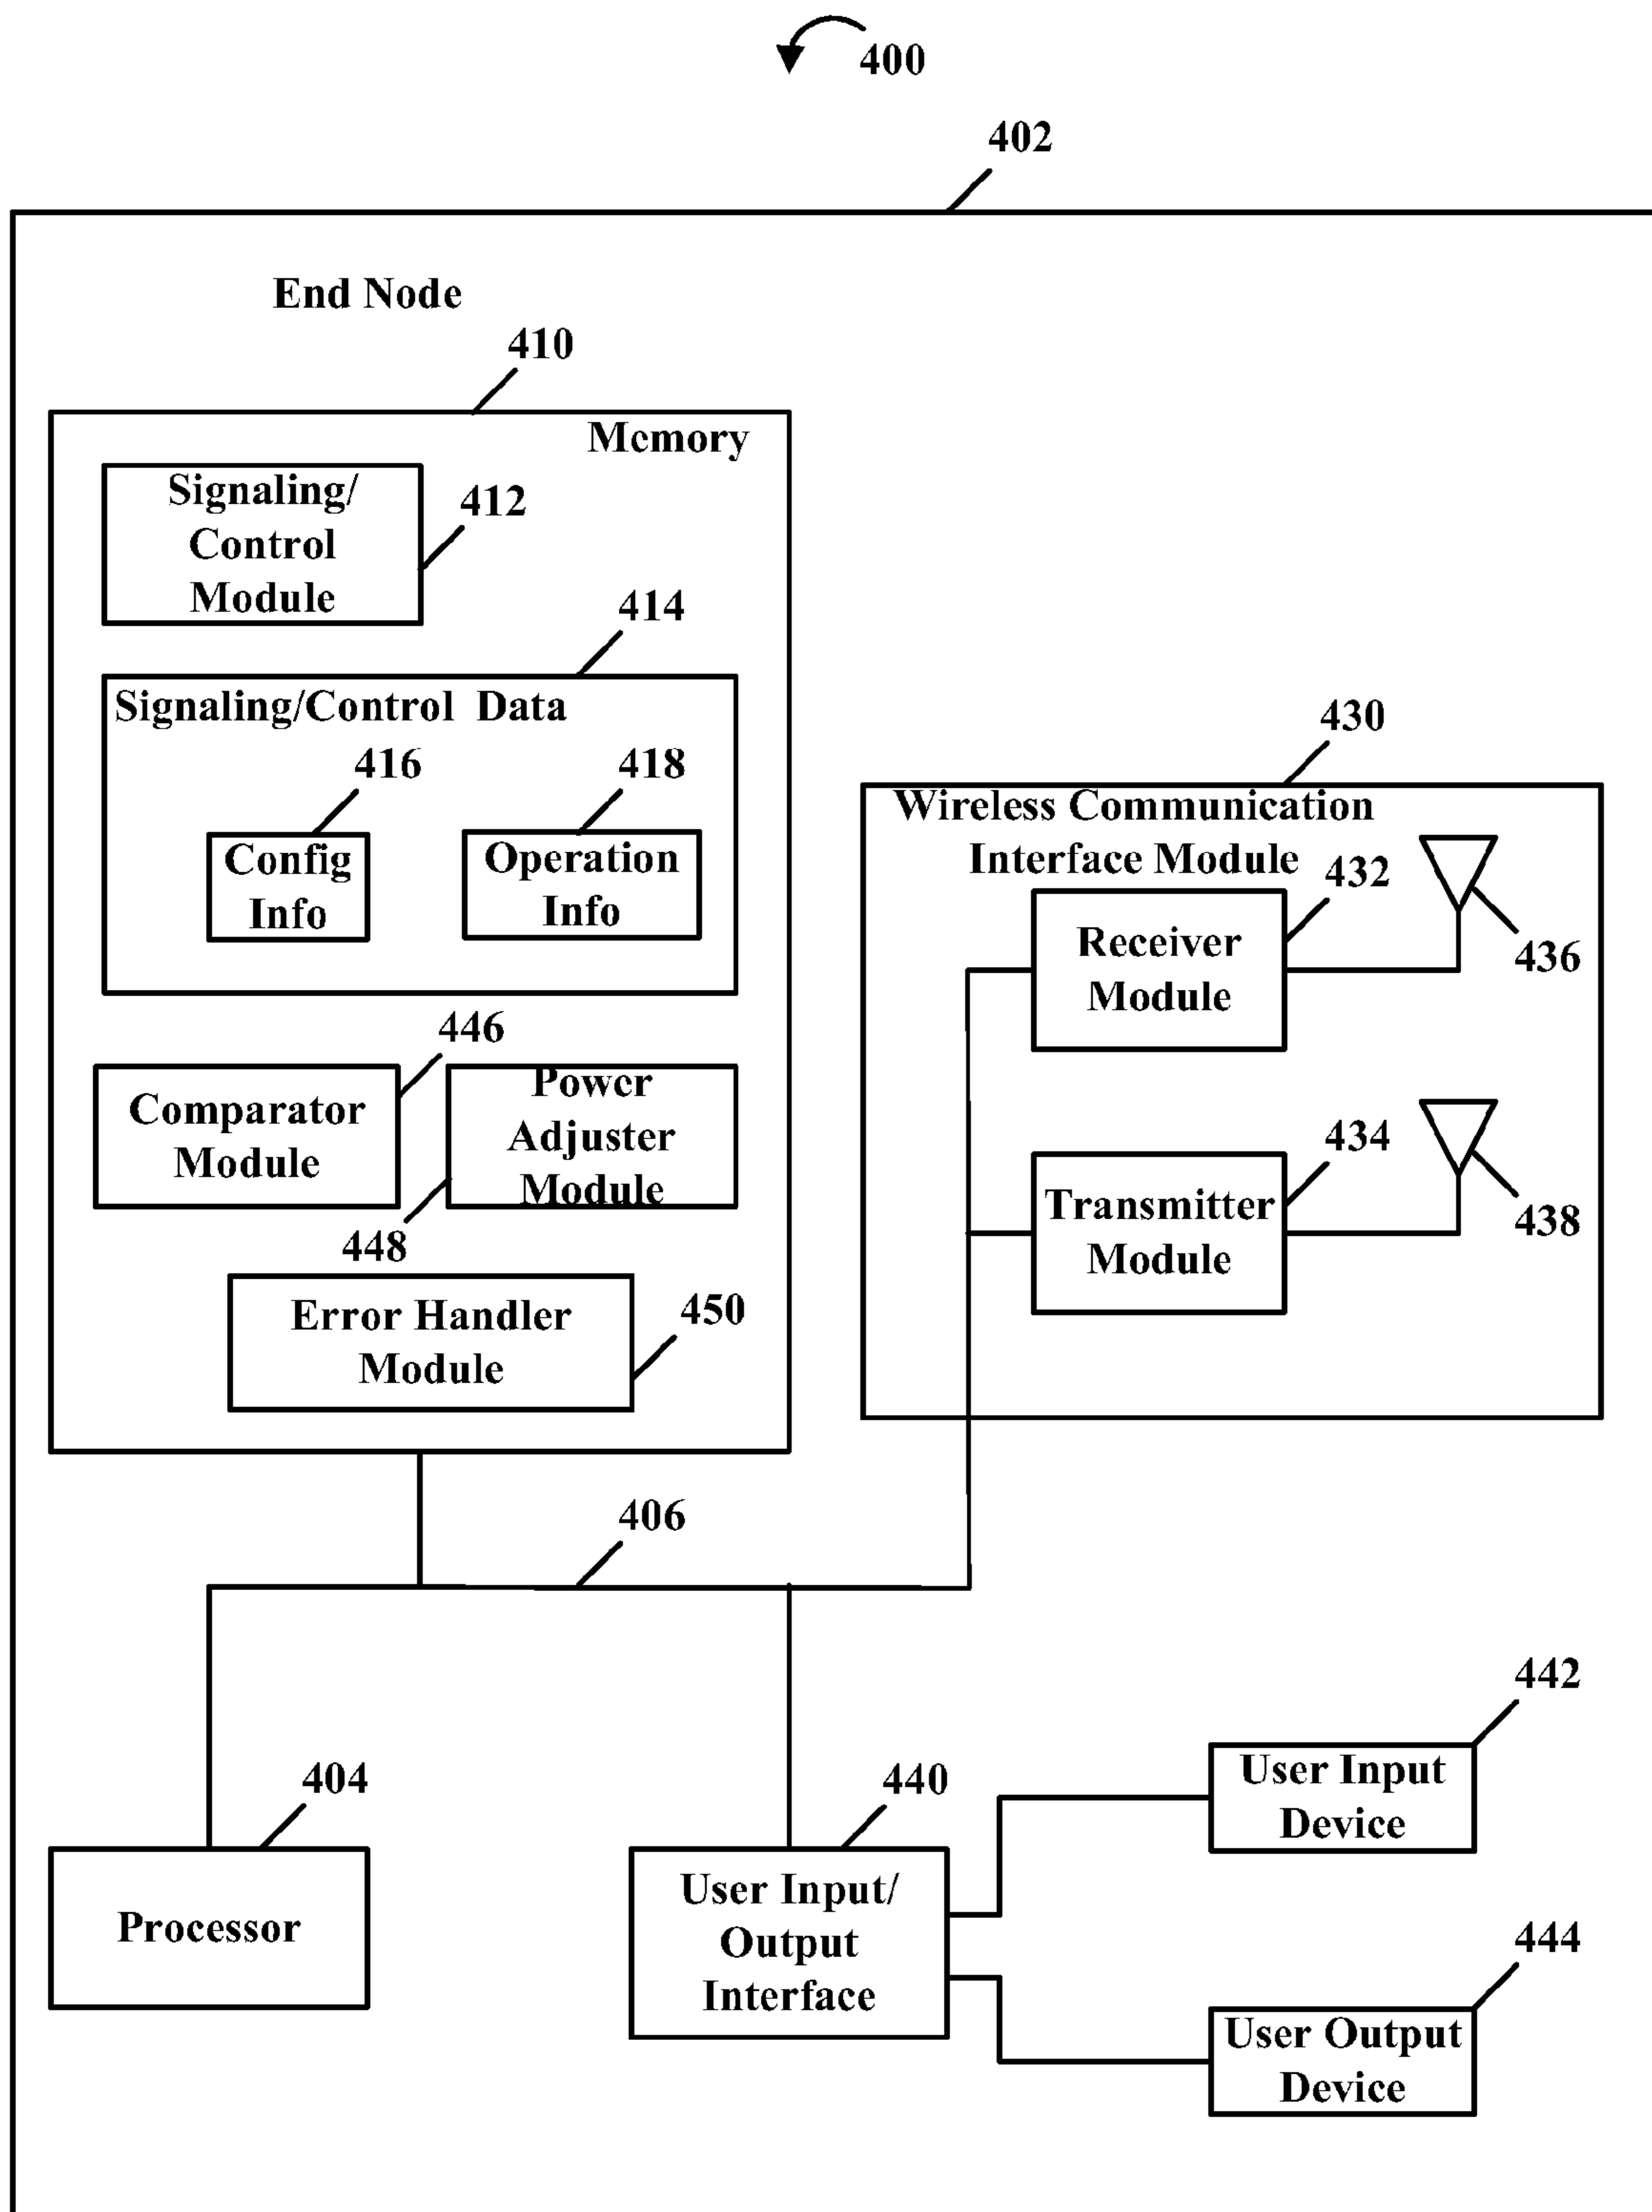 400
402
End Node
410
Memory
Signaling/
Control
Module
412
414
Signaling/Control Data
416
418
Config
Info
Operation
Info
446
Comparator
Module
Power
Adjuster
Module
448
Error Handler
Module
450
430
Wireless Communication
Interface Module
432
Receiver
Module
436
434
Transmitter
Module
438
406
404
Processor
440
User Input/
Output
Interface
442
User Input
Device
444
User Output
Device